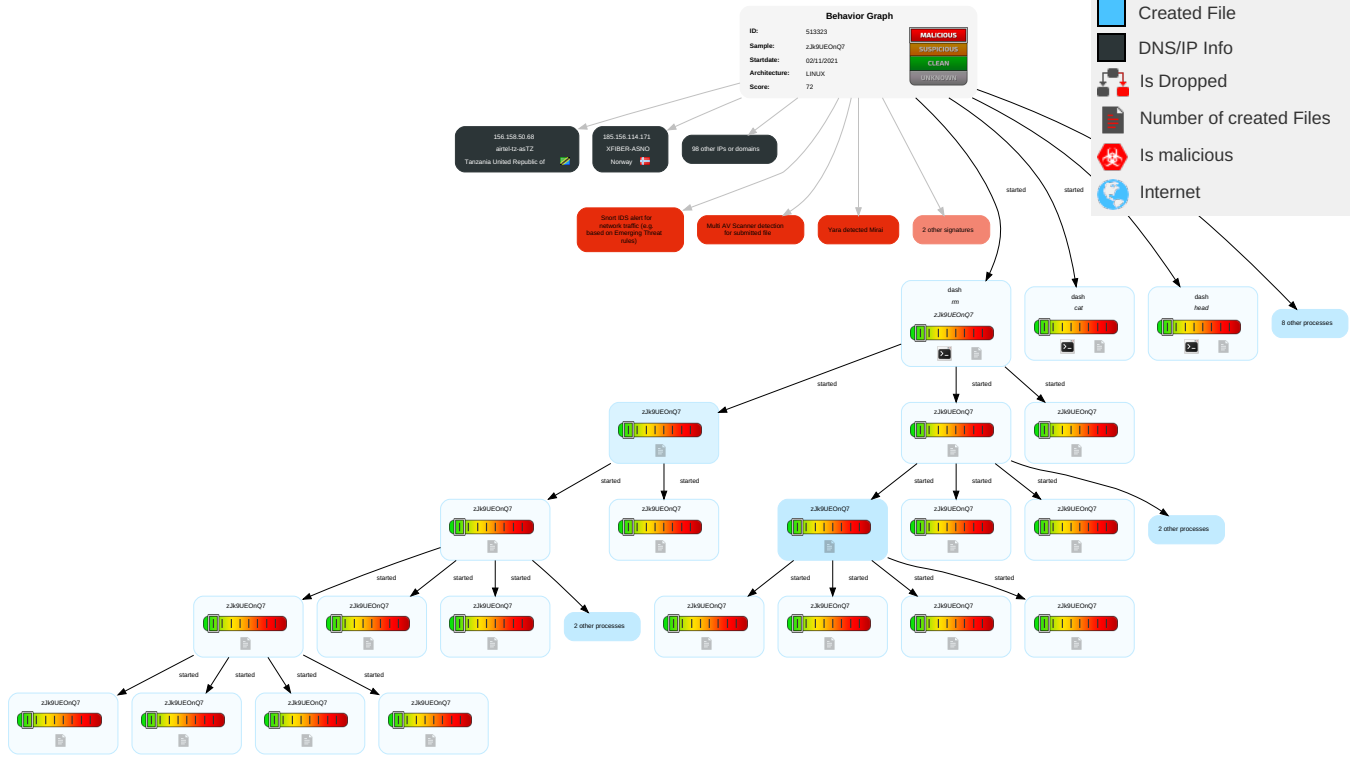 Behavior Graph
ID: 513323
Sample: zJk9UEOnQ7
Startdate: 02/11/2021
Architecture: LINUX
Score: 72
MALICIOUS
SUSPICIOUS
CLEAN
UNKNOWN
Created File
DNS/IP Info
Is Dropped
Number of created Files
Is malicious
Internet
156.158.50.68
airtel-tz-asTZ
Tanzania United Republic of
185.156.114.171
XFIBER-ASNO
Norway
98 other IPs or domains
Snort IDS alert for
network traffic (e.g.
based on Emerging Threat
rules)
Multi AV Scanner detection
for submitted file
Yara detected Mirai
2 other signatures
started
started
dash
rm
zJk9UEOnQ7
dash
cat
dash
head
8 other processes
started
started
started
zJk9UEOnQ7
zJk9UEOnQ7
zJk9UEOnQ7
started
started
started
started
started
zJk9UEOnQ7
zJk9UEOnQ7
zJk9UEOnQ7
zJk9UEOnQ7
zJk9UEOnQ7
2 other processes
started
started
started
started
started
started
started
zJk9UEOnQ7
zJk9UEOnQ7
zJk9UEOnQ7
2 other processes
zJk9UEOnQ7
zJk9UEOnQ7
zJk9UEOnQ7
zJk9UEOnQ7
started
started
started
started
zJk9UEOnQ7
zJk9UEOnQ7
zJk9UEOnQ7
zJk9UEOnQ7